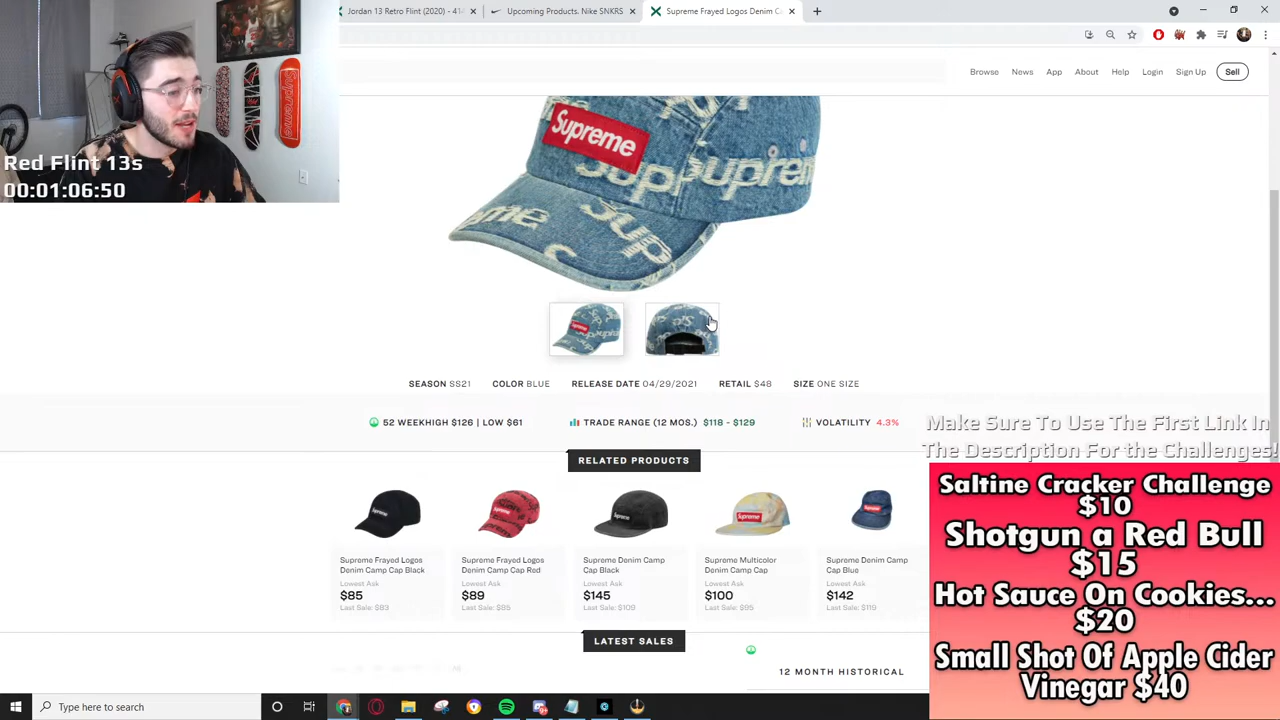 Jordan 13 Retro Flint (2020) - 414
Upcoming Products. Nike SNKRS
Supreme Frayed Logos Denim C
Browse News App About Help Login Sign Up Sell
Supreme
Red Flint 13s
00:01:06:50
SEASON SS21 COLOR BLUE RELEASE DATE 04/29/2021 RETAIL $48 SIZE ONE SIZE
52 WEEKHIGH $126 | LOW $61 TRADE RANGE (12 MOS.) $118 - $129 VOLATILITY 4.3%
Make Sure To Use The First Link In
The Description For the Challenges!
RELATED PRODUCTS
Saltine Cracker Challenge
$10
Shotgun a Red Bull
$15
Hot Sauce On Cookies...
$20
Small Shot Of Apple Cider
Vinegar $40
Supreme Frayed Logos
Denim Camp Cap Black
Lowest Ask
$85
Last Sale: $83
Supreme Frayed Logos
Denim Camp Cap Red
Lowest Ask
$89
Last Sale: $85
Supreme Denim Camp
Cap Black
Lowest Ask
$145
Last Sale: $109
Supreme Multicolor
Denim Camp Cap
Lowest Ask
$100
Last Sale: $95
Supreme Denim Camp
Cap Blue
Lowest Ask
$142
Last Sale: $119
LATEST SALES
12 MONTH HISTORICAL
Type here to search